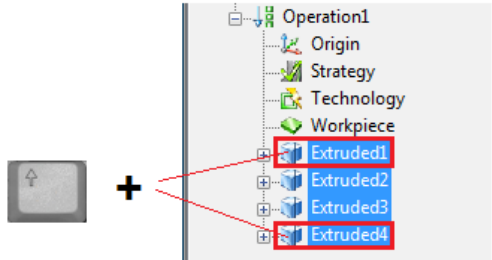 Operation1
Origin
Strategy
Technology
Workpiece
Extruded1
Extruded2
Extruded3
+
Extruded4